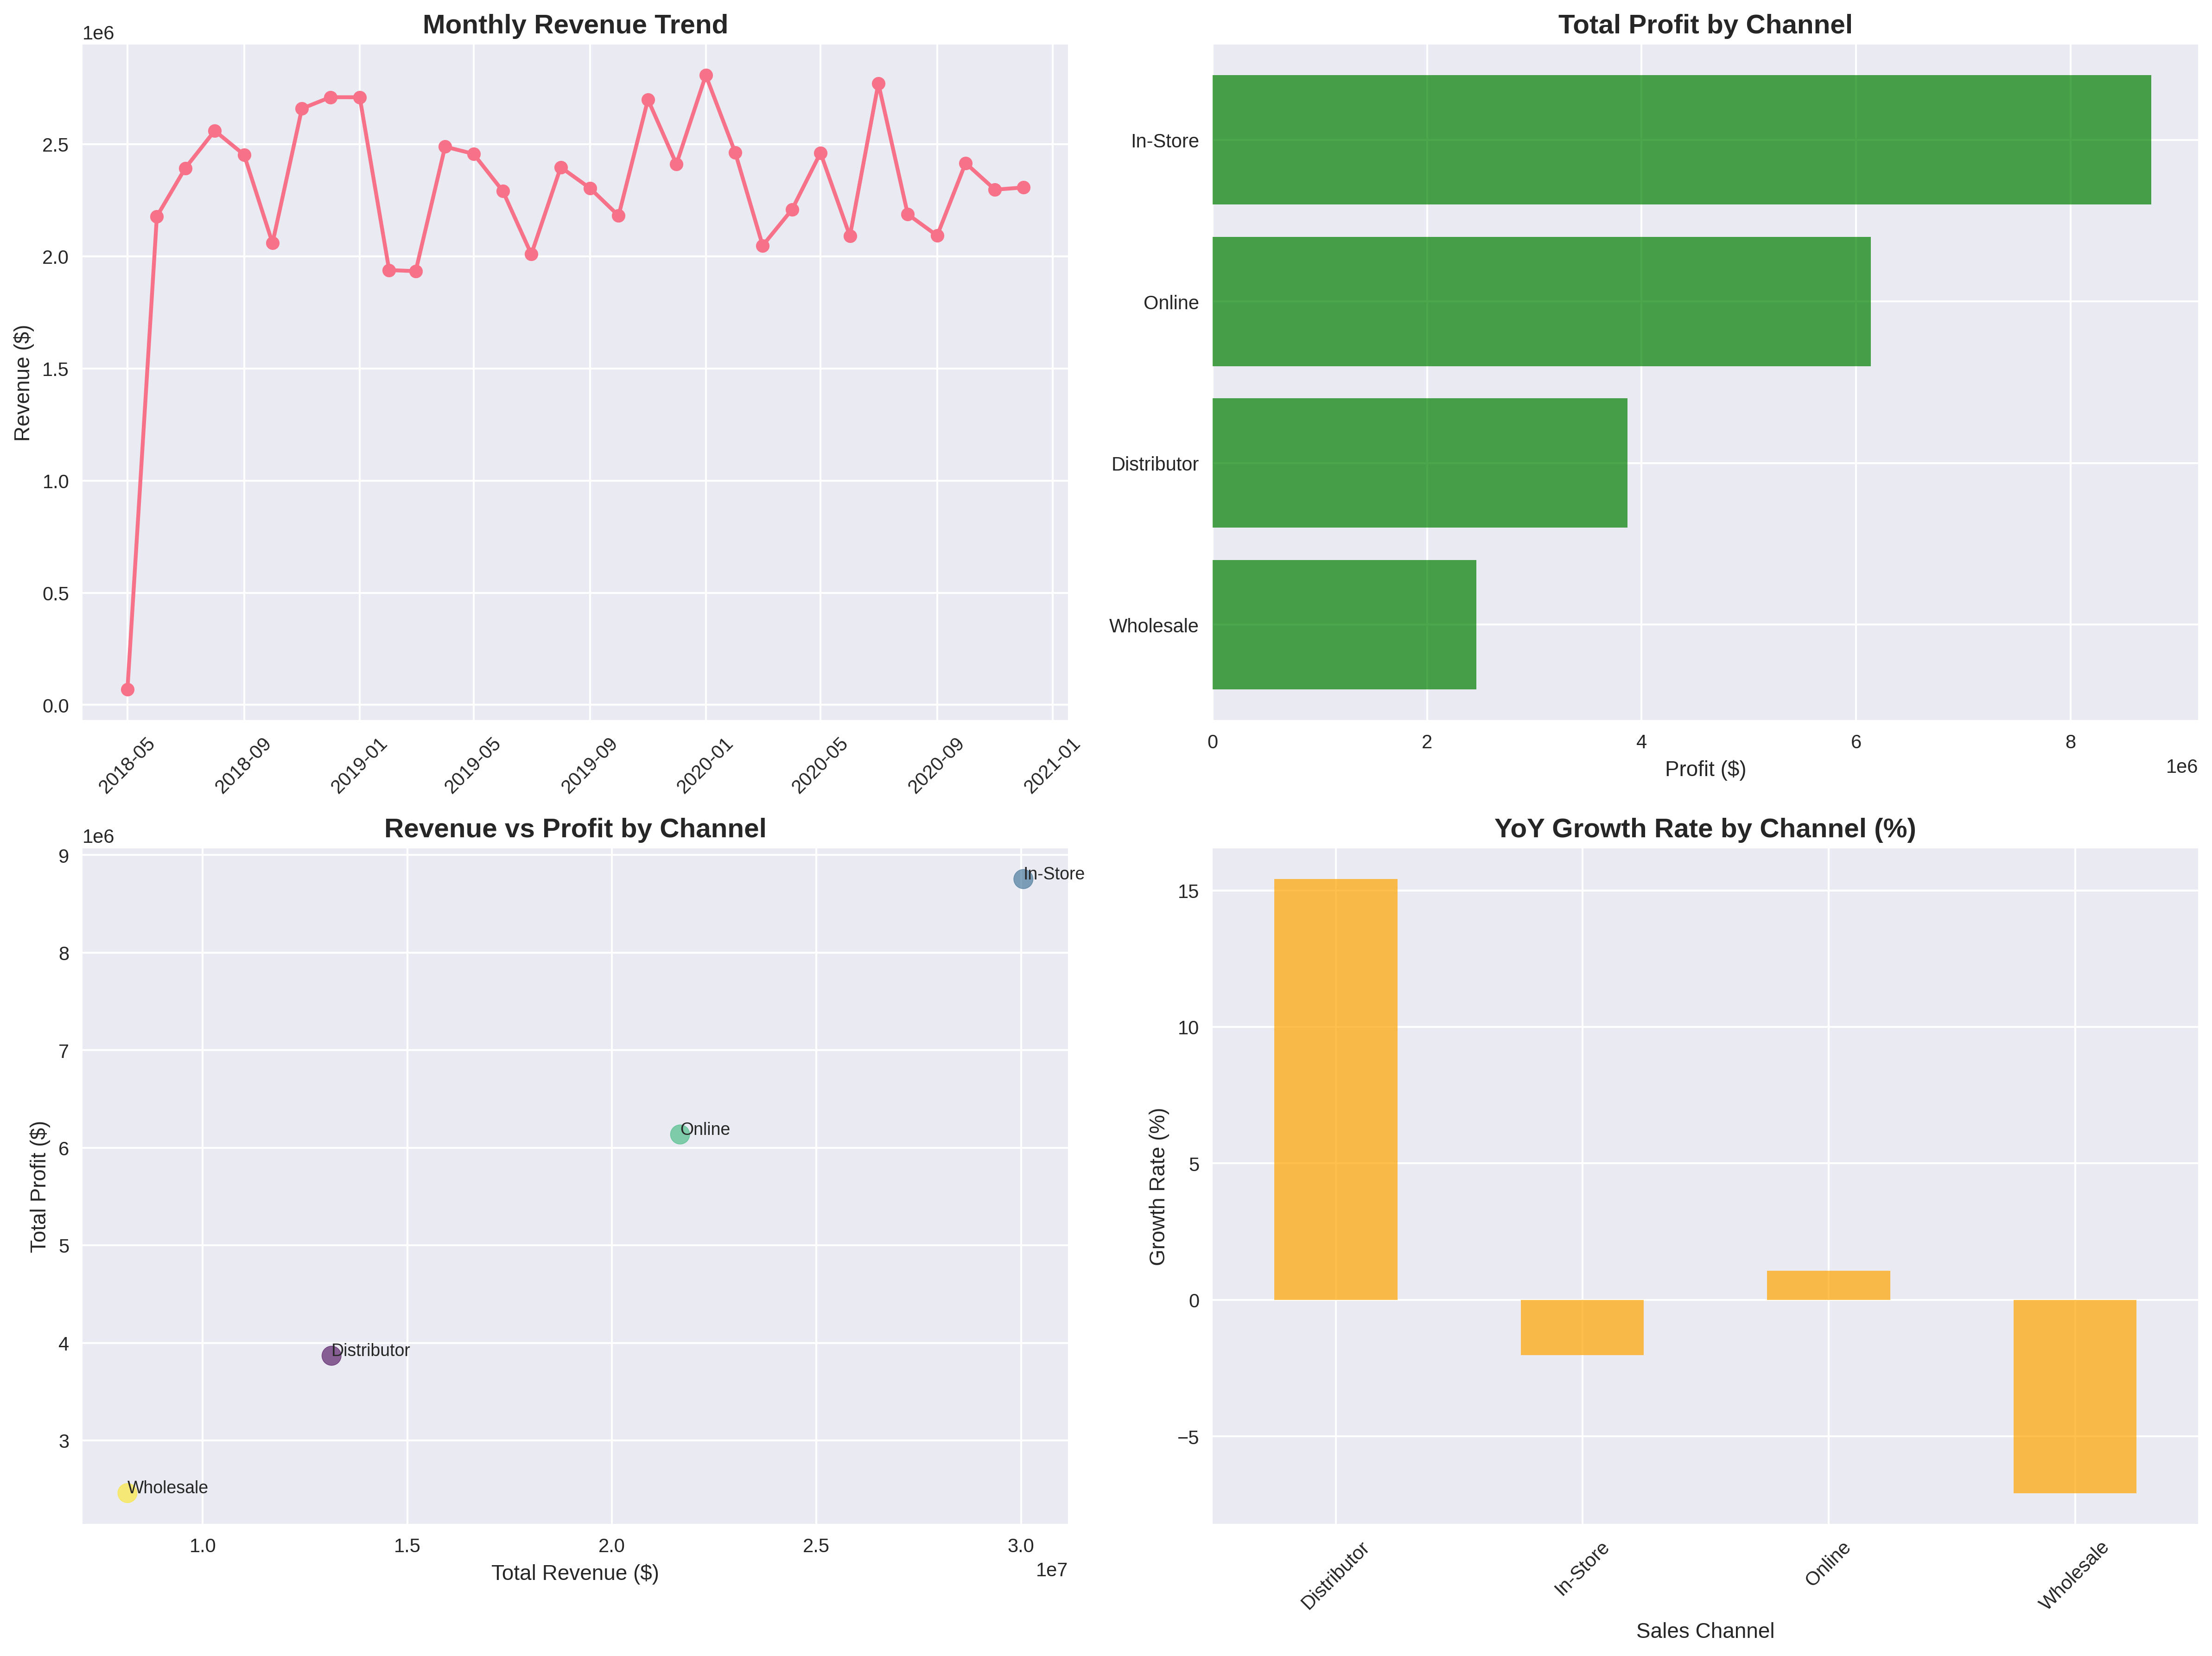 Monthly Revenue Trend
1e6
Revenue ($)
2.5
2.0
1.5
1.0
0.5
0.0
2018-05
2018-09
2019-01
2019-05
2019-09
2020-01
2020-05
2020-09
2021-01
Total Profit by Channel
In-Store
Online
Distributor
Wholesale
0
2
4
6
8
Profit ($)
1e6
Revenue vs Profit by Channel
1e6
Total Profit ($)
9
8
7
6
5
4
3
In-Store
Online
Distributor
Wholesale
1.0
1.5
2.0
2.5
3.0
Total Revenue ($)
1e7
YoY Growth Rate by Channel (%)
Growth Rate (%)
15
10
5
0
−5
Distributor
In-Store
Online
Wholesale
Sales Channel